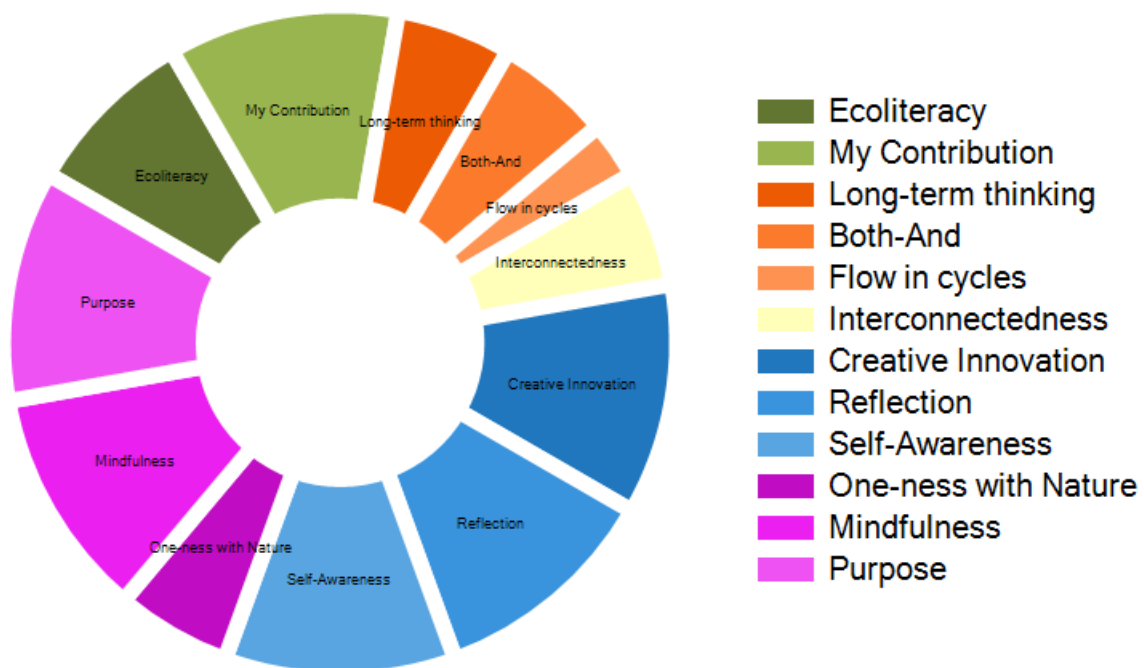 My Contribution
Long-term thinking
Both-And
Ecoliteracy
Flow in cycles
Interconnectedness
Purpose
Creative Innovation
Mindfulness
Reflection
One-ness with Nature
Self-Awareness
Ecoliteracy
My Contribution
Long-term thinking
Both-And
Flow in cycles
Interconnectedness
Creative Innovation
Reflection
Self-Awareness
One-ness with Nature
Mindfulness
Purpose